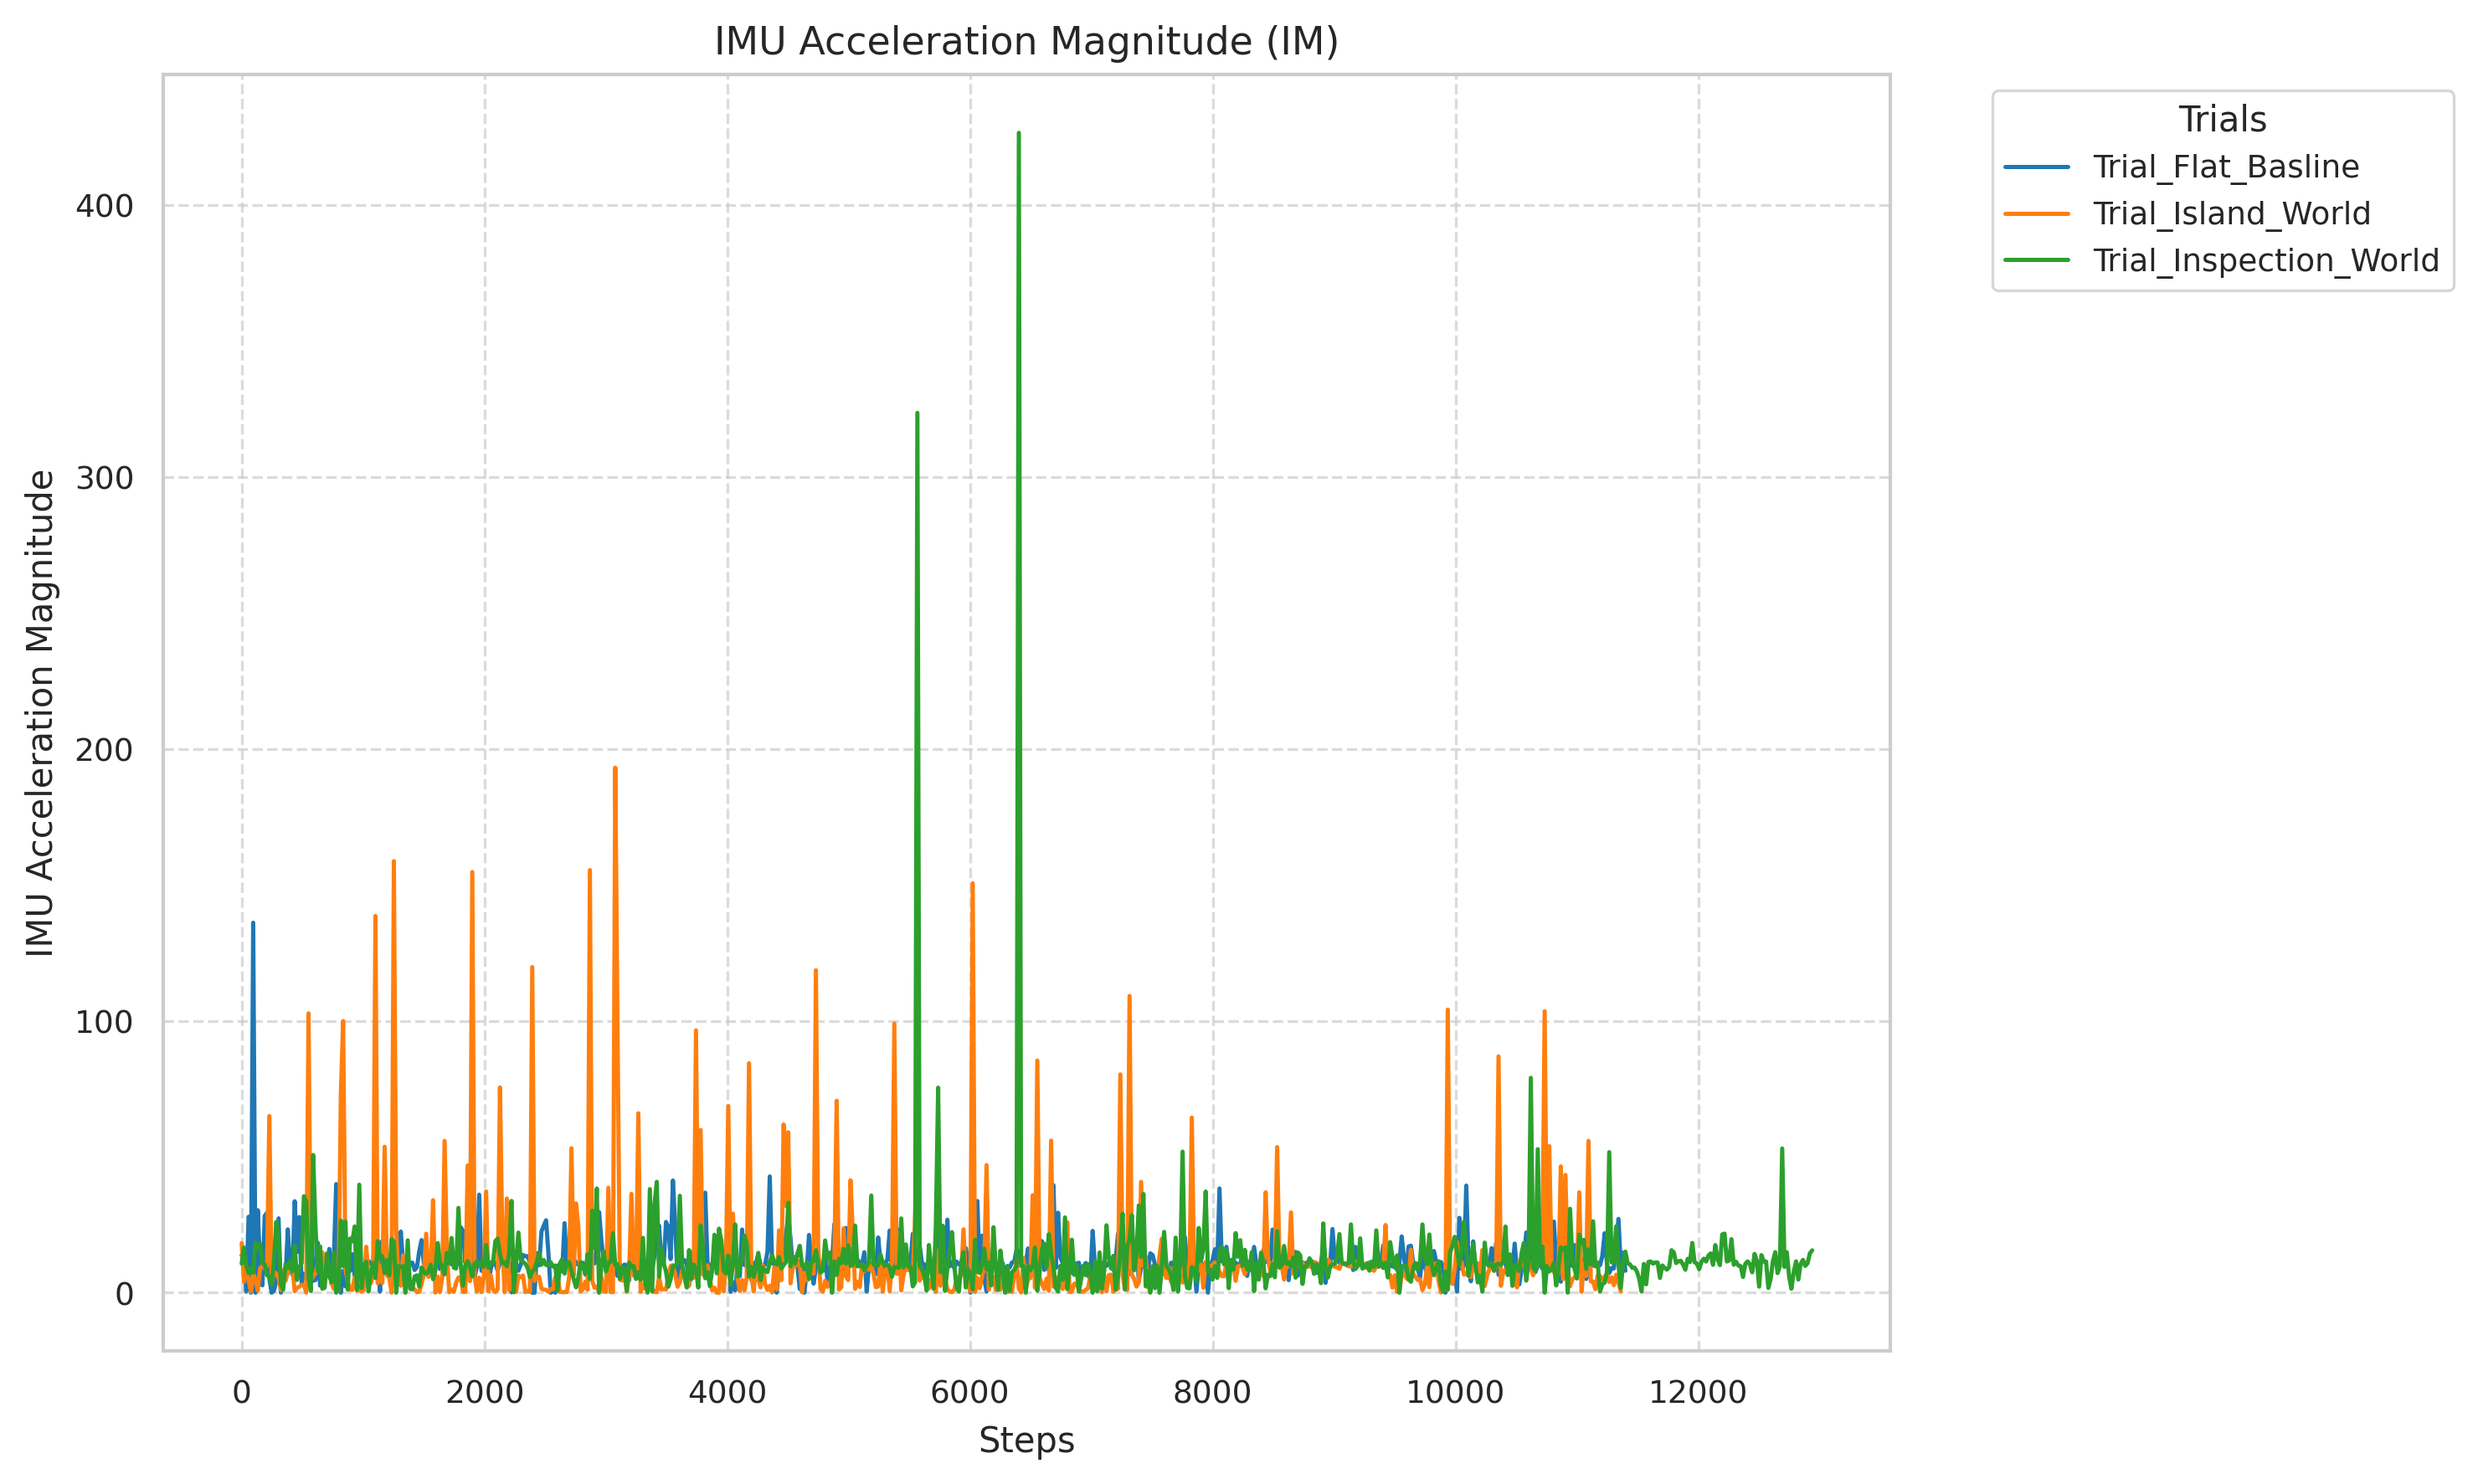 IMU Acceleration Magnitude (IM)
Trials
Trial_Flat_Basline
Trial_Island_World
Trial_Inspection_World
IMU Acceleration Magnitude
400
300
200
100
0
0 2000 4000 6000 8000 10000 12000
Steps